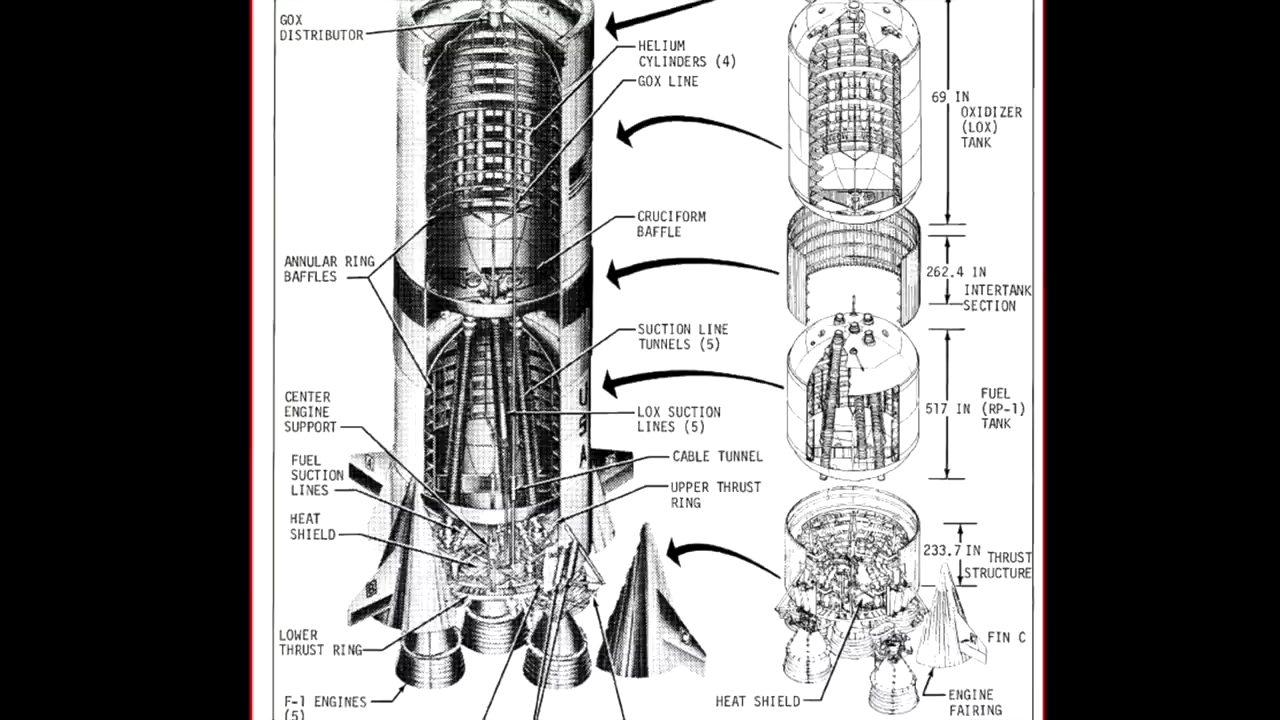 GOX
DISTRIBUTOR
HELIUM
CYLINDERS (4)
GOX LINE
69 IN
OXIDIZER
(LOX)
TANK
CRUCIFORM
BAFFLE
ANNULAR RING
BAFFLES
262.4 IN
INTERTANK
SECTION
SUCTION LINE
TUNNELS (5)
CENTER
ENGINE
SUPPORT
LOX SUCTION
LINES (5)
517 IN
FUEL
(RP-1)
TANK
U
S
A
FUEL
SUCTION
LINES
CABLE TUNNEL
UPPER THRUST
RING
HEAT
SHIELD
233.7 IN
THRUST
STRUCTURE
LOWER
THRUST RING
FIN C
F-1 ENGINES
(5)
HEAT SHIELD
ENGINE
FAIRING